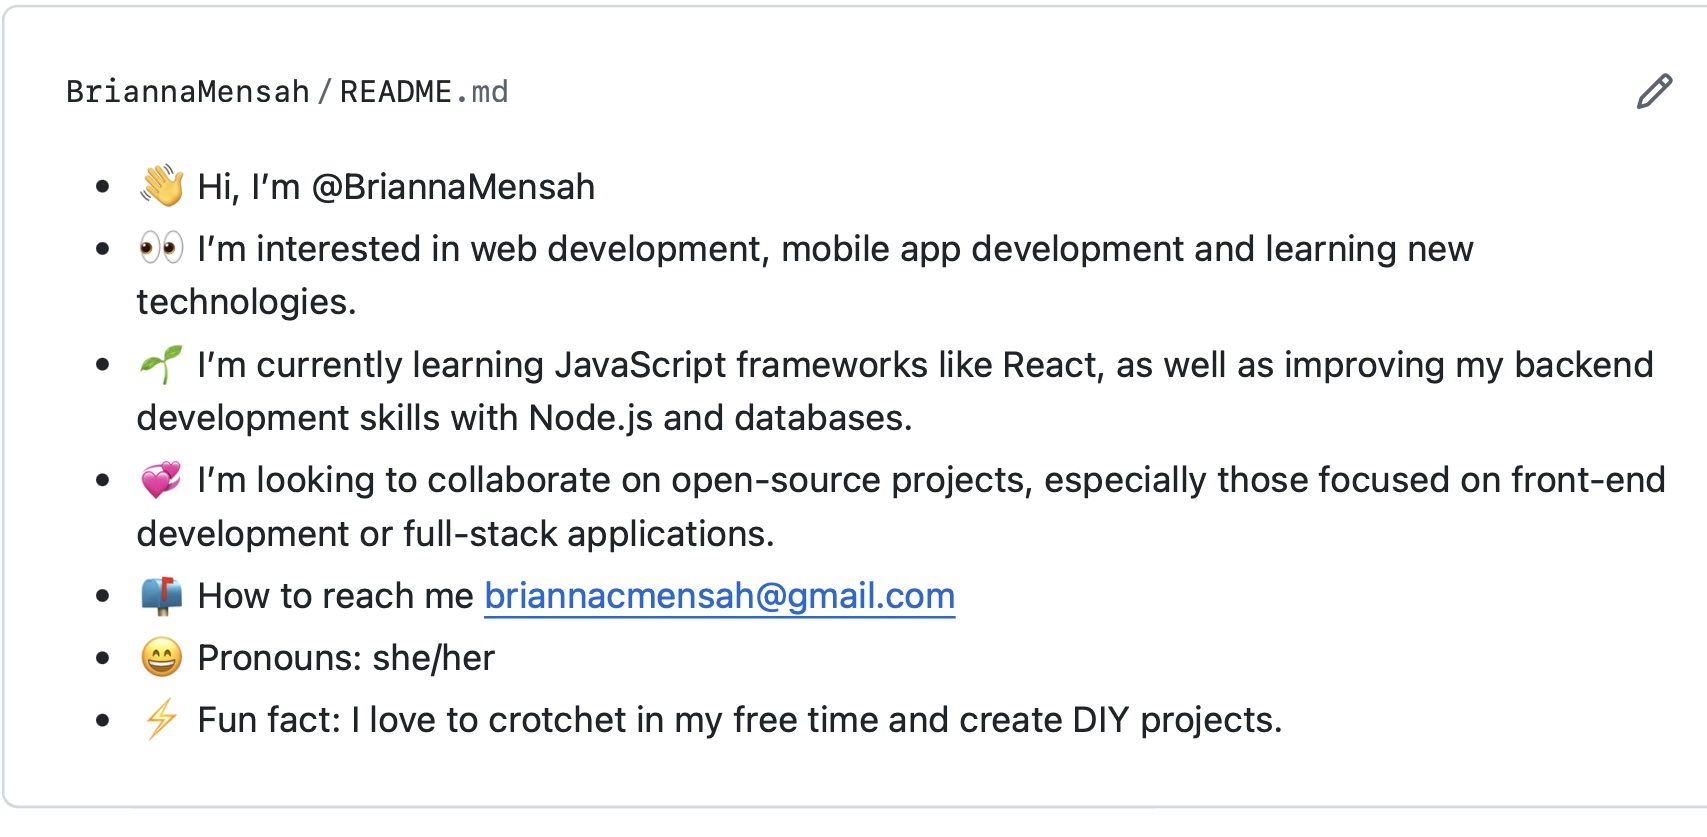 BriannaMensah / README.md
• 👋 Hi, I’m @BriannaMensah
• 👀 I’m interested in web development, mobile app development and learning new
technologies.
• 🌱 I’m currently learning JavaScript frameworks like React, as well as improving my backend
development skills with Node.js and databases.
• 💞️ I’m looking to collaborate on open-source projects, especially those focused on front-end
development or full-stack applications.
• 📫 How to reach me briannacmensah@gmail.com
• 😄 Pronouns: she/her
• ⚡ Fun fact: I love to crotchet in my free time and create DIY projects.